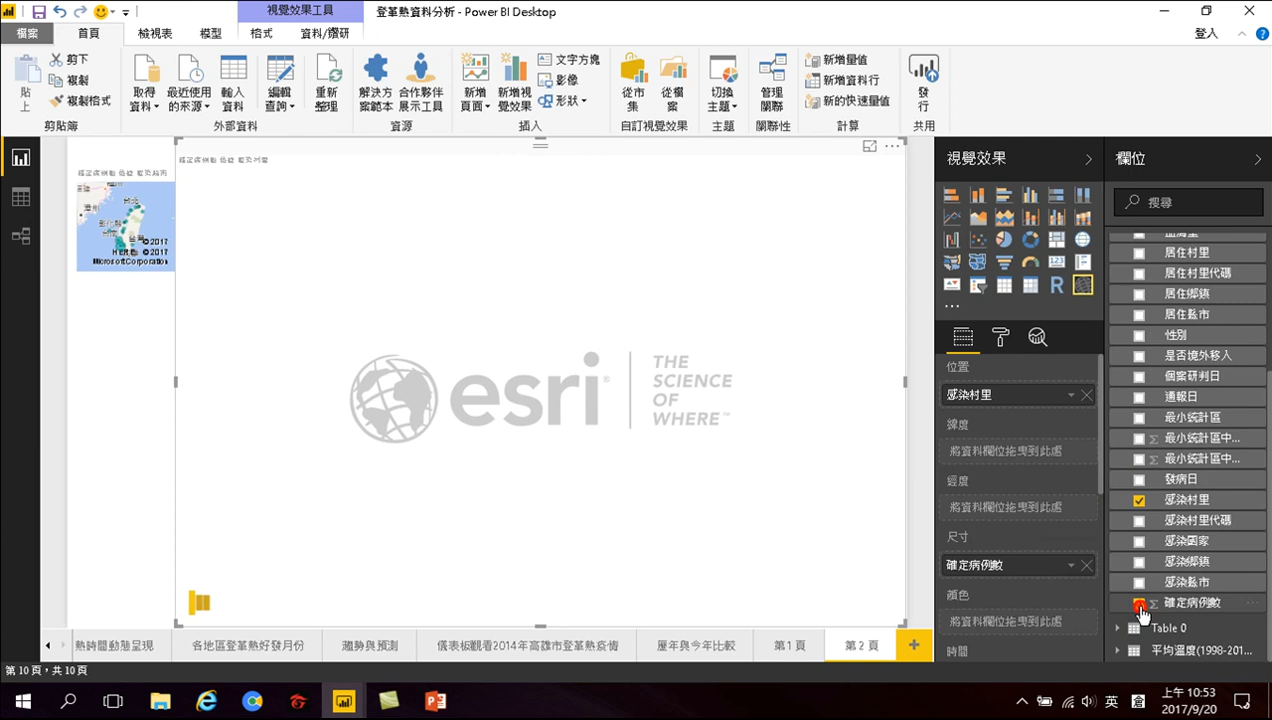 視覺效果工具
登革熱資料分析 - Power BI Desktop
檔案
首頁
檢視表
模型
格式
資料/鑽研
登入
貼上
剪下
複製
複製格式
剪貼簿
取得資料
最近使用的來源
輸入資料
編輯查詢
重新整理
外部資料
解決方案範本
合作夥伴展示工具
資源
新增頁面
新增視覺效果
文字方塊
影像
形狀
插入
從市集
從檔案
自訂視覺效果
切換主題
主題
管理關聯
關聯性
新增量值
新增資料行
新的快速量值
計算
發行
共用
台北
彰化縣
台灣
© 2017
HERE © 2017
Microsoft Corporation
esri
THE
SCIENCE
OF
WHERE
視覺效果
位置
感染村里
緯度
將資料欄位拖曳到此處
經度
將資料欄位拖曳到此處
尺寸
確定病例數
顏色
將資料欄位拖曳到此處
時間
欄位
搜尋
居住村里
居住村里代碼
居住鄉鎮
居住縣市
性別
是否境外移入
個案研判日
通報日
最小統計區
最小統計區中...
最小統計區中...
發病日
感染村里
感染村里代碼
感染國家
感染鄉鎮
感染縣市
確定病例數
Table 0
平均溫度(1998-201...
熱時間動態呈現
各地區登革熱好發月份
趨勢與預測
儀表板觀看2014年高雄市登革熱疫情
歷年與今年比較
第 1 頁
第 2 頁
第 10 頁，共 10 頁
英
上午 10:53
2017/9/20